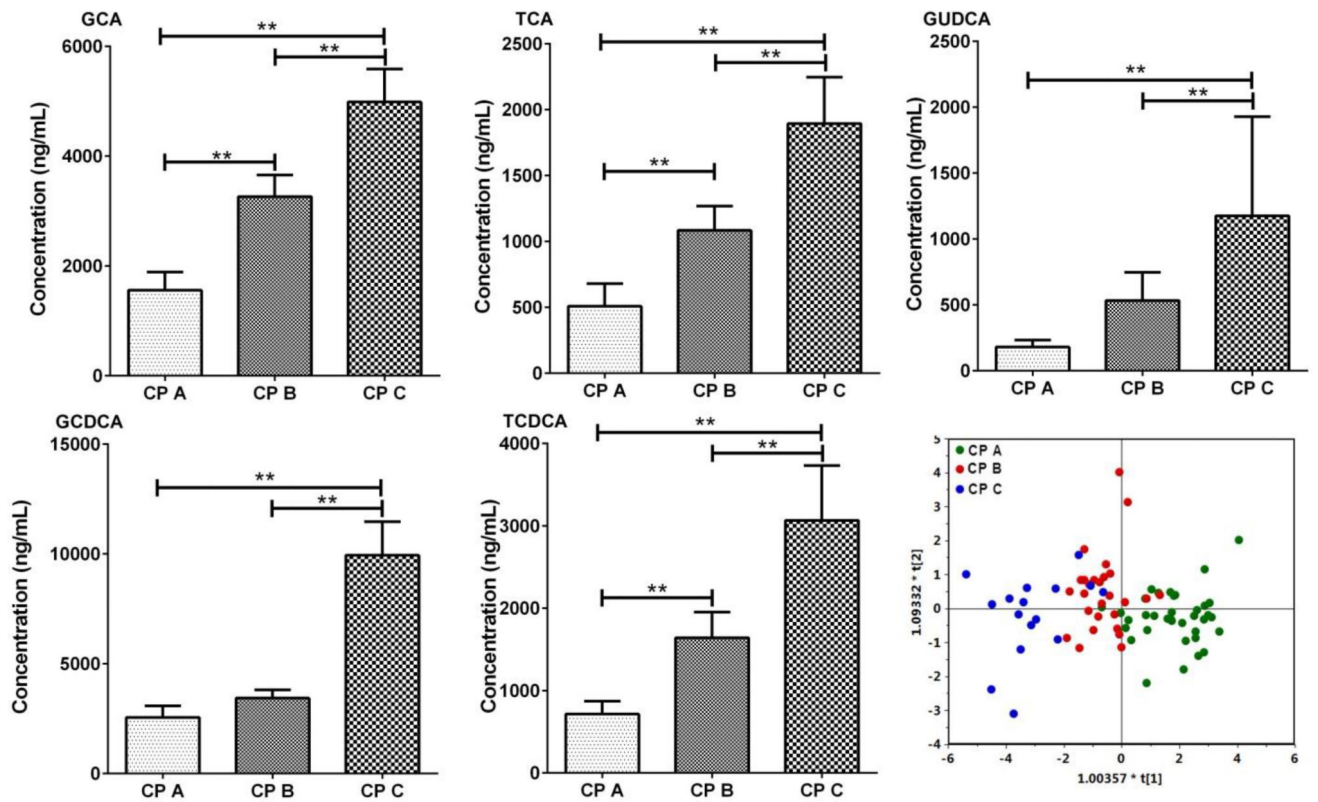 GCA
**
**
**
Concentration (ng/mL)
6000
4000
2000
0
CP A CP B CP C
TCA
**
**
**
Concentration (ng/mL)
2500
2000
1500
1000
500
0
CP A CP B CP C
GUDCA
**
**
Concentration (ng/mL)
2500
2000
1500
1000
500
0
CP A CP B CP C
GCDCA
**
**
Concentration (ng/mL)
15000
10000
5000
0
CP A CP B CP C
TCDCA
**
**
**
Concentration (ng/mL)
4000
3000
2000
1000
0
CP A CP B CP C
CP A
CP B
CP C
1.09332 * t[2]
5
4
3
2
1
0
-1
-2
-3
-4
-6 -4 -2 0 2 4 6
1.00357 * t[1]